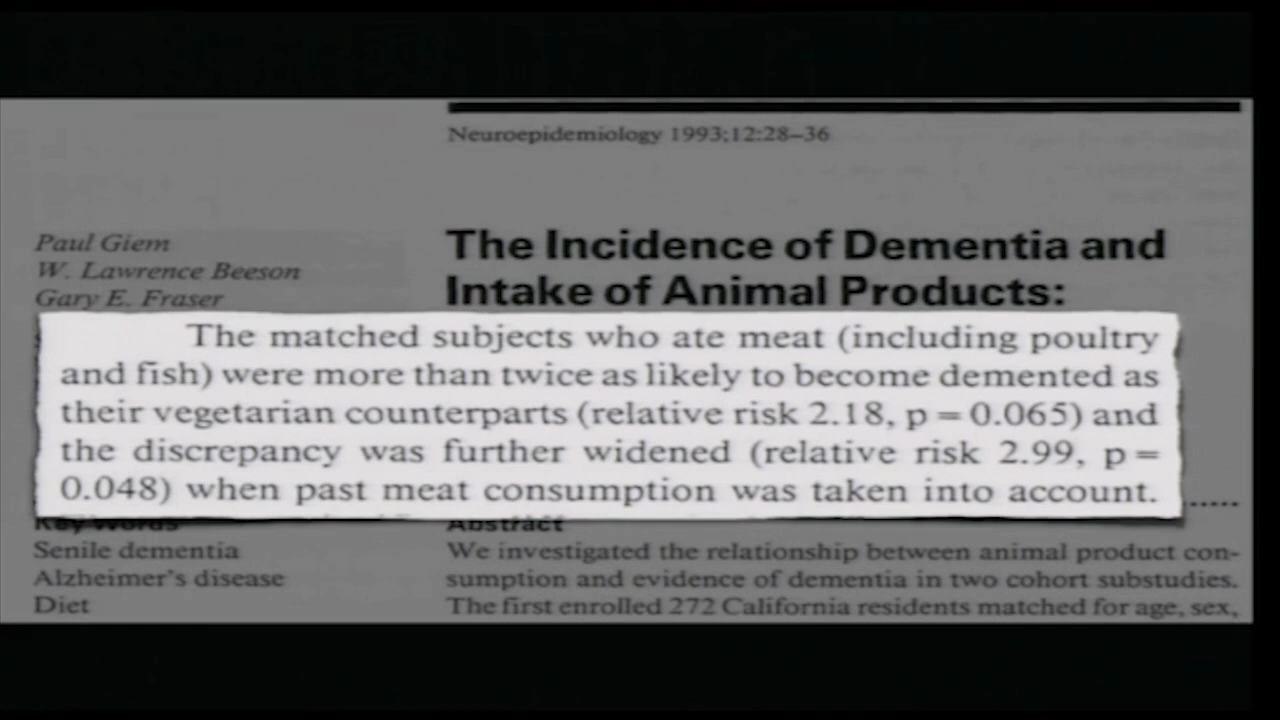 Neuroepidemiology 1993;12:28–36
Paul Giem
W. Lawrence Beeson
Gary E. Fraser
The Incidence of Dementia and
Intake of Animal Products:
The matched subjects who ate meat (including poultry
and fish) were more than twice as likely to become demented as
their vegetarian counterparts (relative risk 2.18, p = 0.065) and
the discrepancy was further widened (relative risk 2.99, p =
0.048) when past meat consumption was taken into account.
Key Words
Senile dementia
Alzheimer's disease
Diet
Abstract
We investigated the relationship between animal product con-
sumption and evidence of dementia in two cohort substudies.
The first enrolled 272 California residents matched for age, sex,